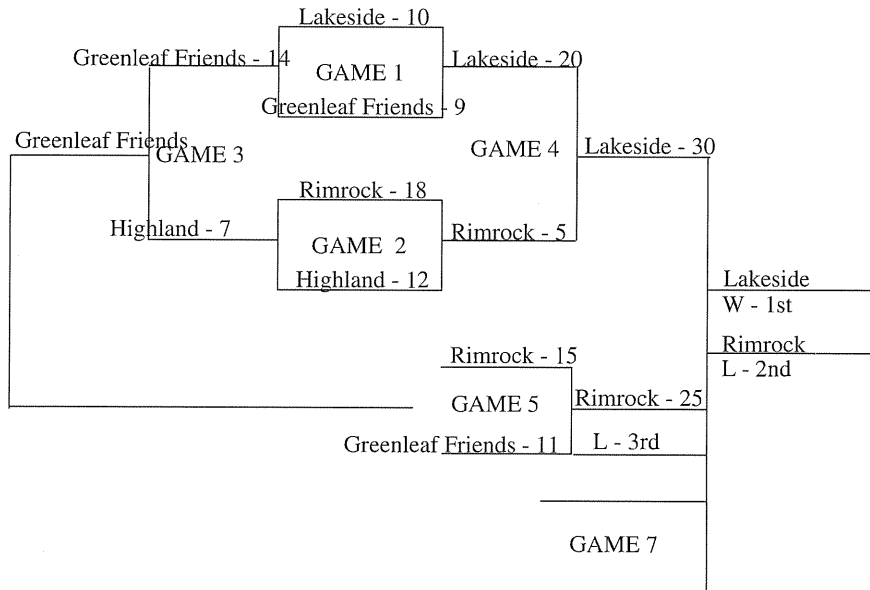 Lakeside - 10
Greenleaf Friends - 14
GAME 1
Lakeside - 20
Greenleaf Friends - 9
Greenleaf Friends
GAME 3
GAME 4
Lakeside - 30
Rimrock - 18
Highland - 7
GAME 2
Rimrock - 5
Highland - 12
Lakeside
W - 1st
Rimrock
L - 2nd
Rimrock - 15
GAME 5
Rimrock - 25
Greenleaf Friends - 11
L - 3rd
GAME 7